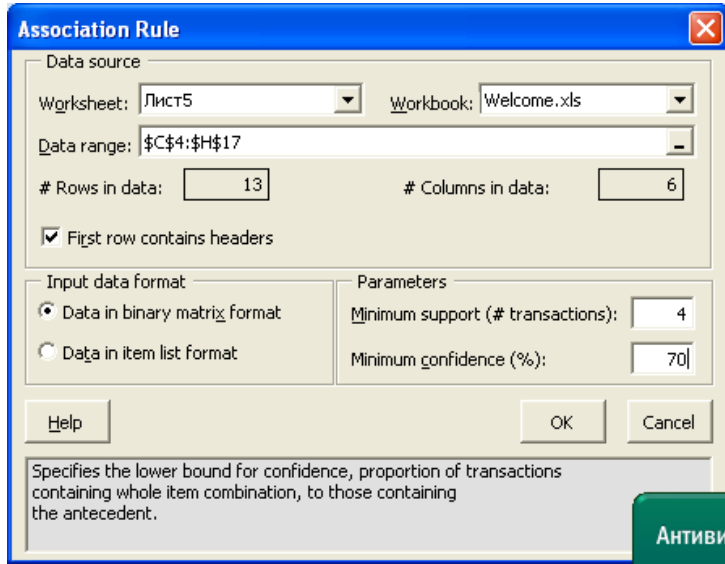 Association Rule
Data source
Worksheet: Лист5 Workbook: Welcome.xls
Data range: $C$4:$H$17
# Rows in data: 13 # Columns in data: 6
First row contains headers
Input data format Parameters
Data in binary matrix format Minimum support (# transactions): 4
Data in item list format Minimum confidence (%): 70
Help OK Cancel
Specifies the lower bound for confidence, proportion of transactions
containing whole item combination, to those containing
the antecedent.
Антиви